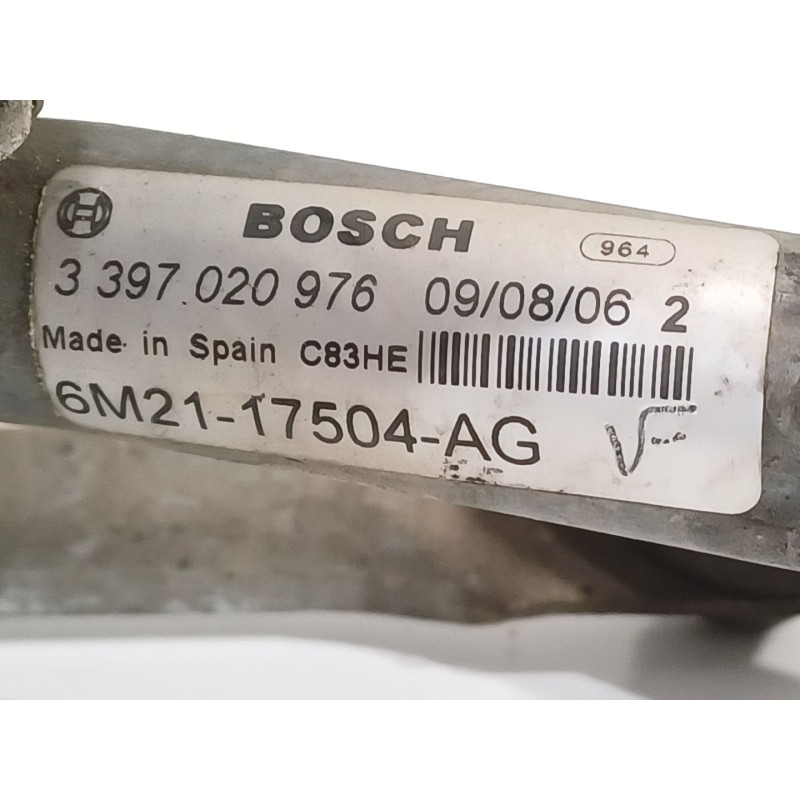 BOSCH 964
3 397 020 976 09/08/06 2
Made in Spain C83HE
6M21-17504-AG